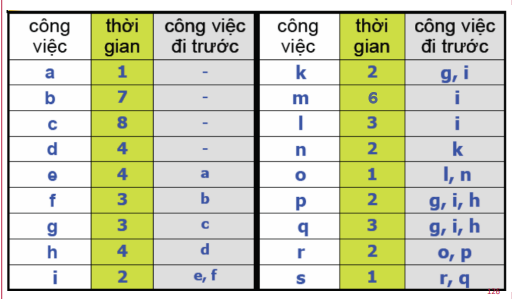 công việc thời gian công việc đi trước công việc thời gian công việc đi trước
a 1 - k 2 g, i
b 7 - m 6 i
c 8 - l 3 i
d 4 - n 2 k
e 4 a o 1 l, n
f 3 b p 2 g, i, h
g 3 c q 3 g, i, h
h 4 d r 2 o, p
i 2 e, f s 1 r, q
128